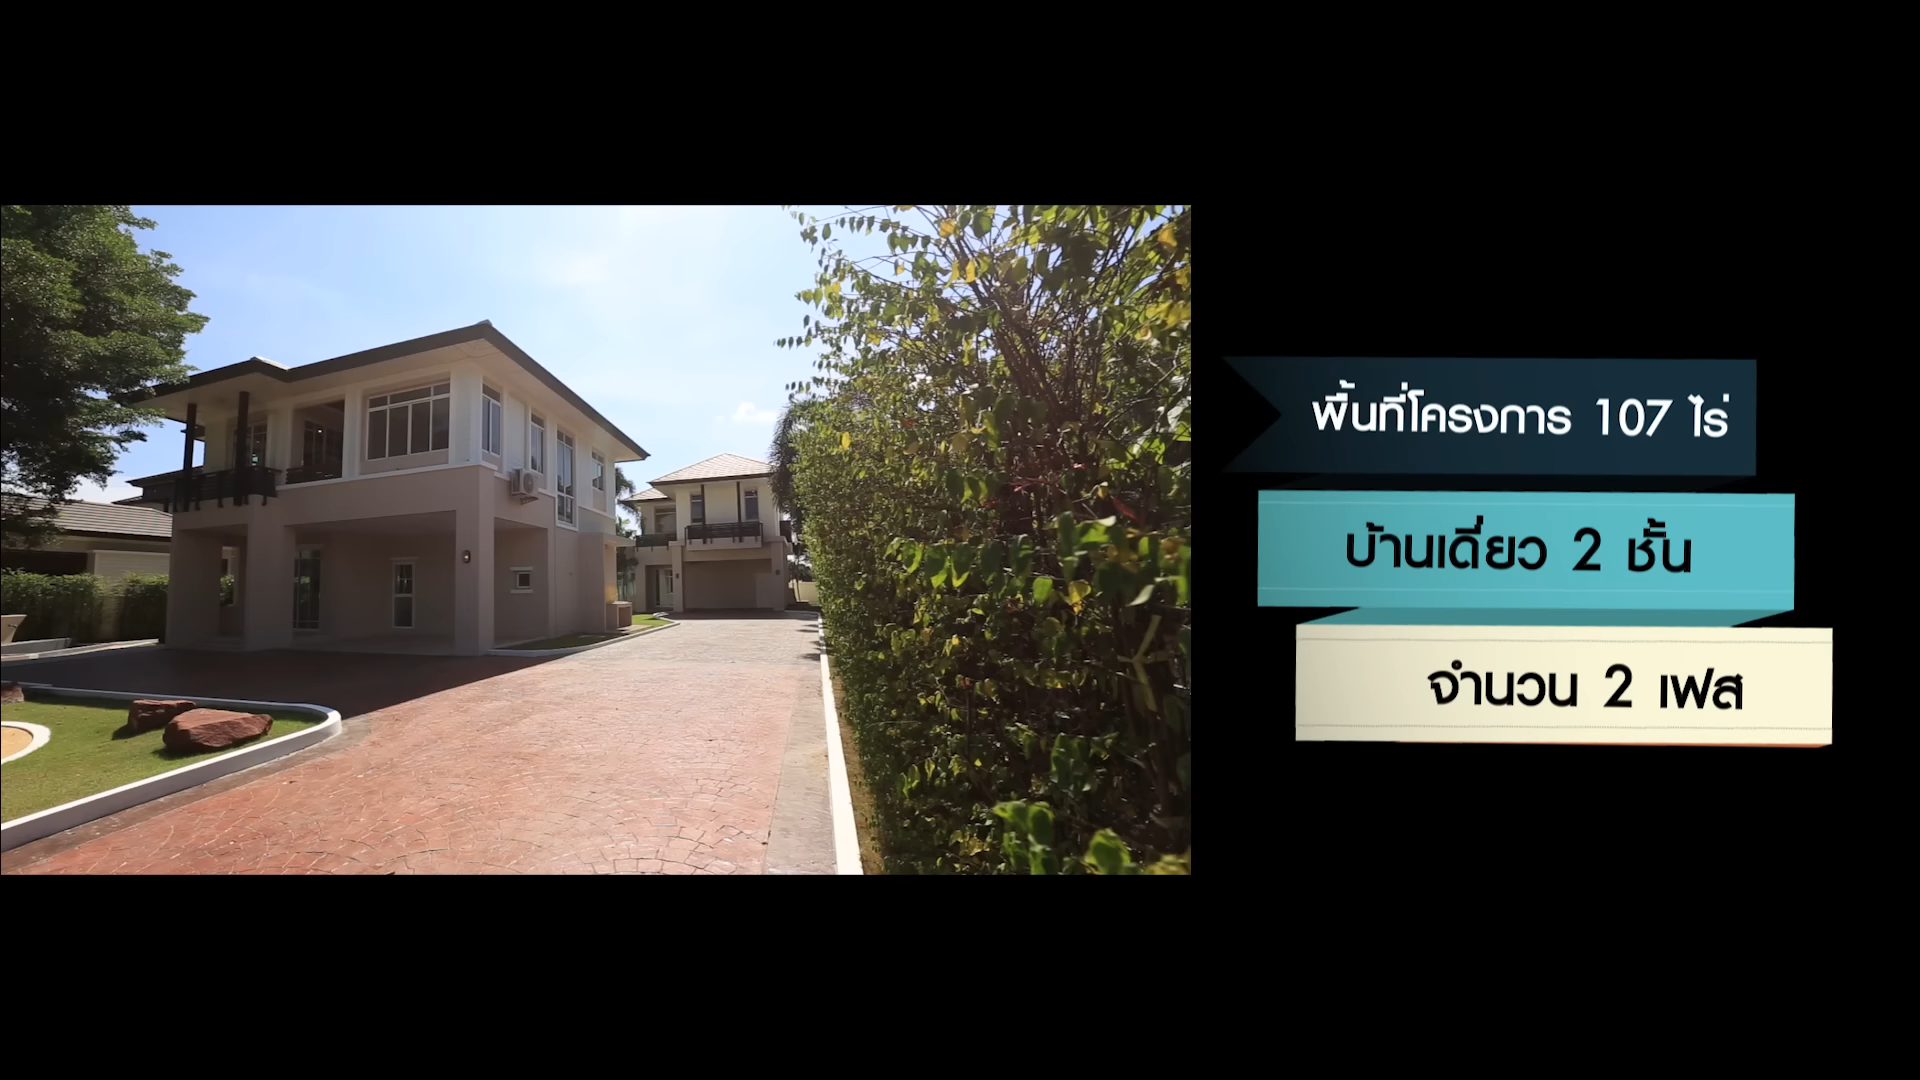 พื้นที่โครงการ 107 ไร่
บ้านเดี่ยว 2 ชั้น
จำนวน 2 เฟส